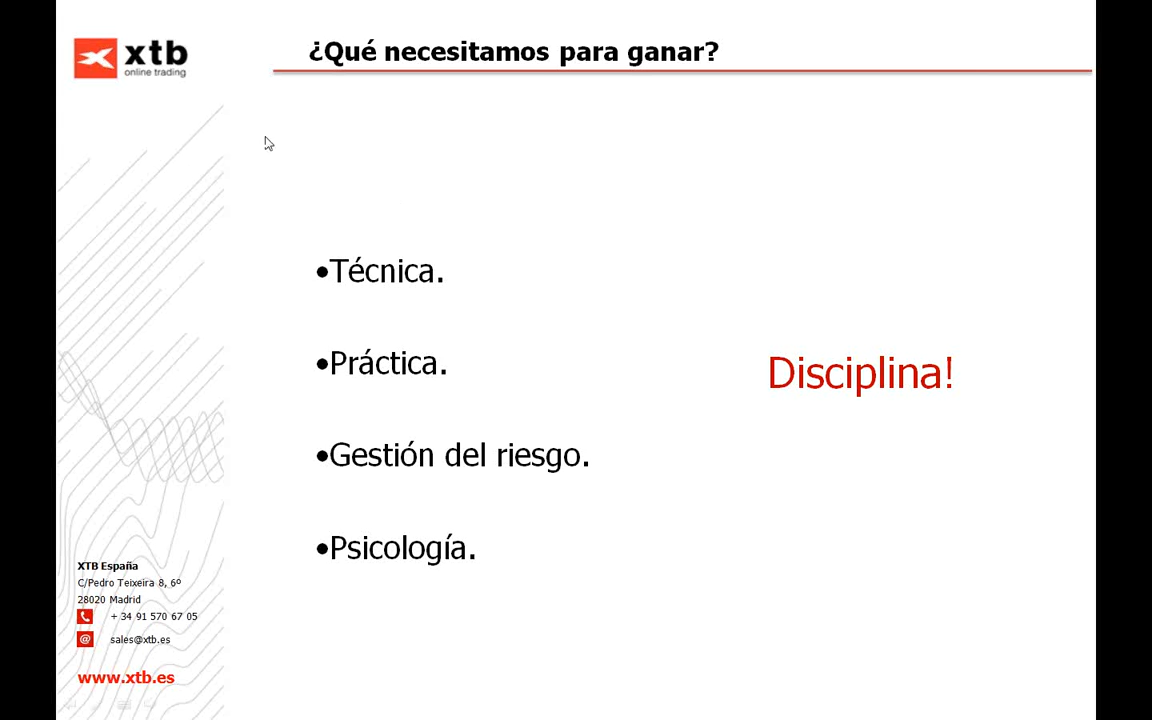 xtb
online trading
¿Qué necesitamos para ganar?
•Técnica.
•Práctica.
Disciplina!
•Gestión del riesgo.
•Psicología.
XTB España
C/Pedro Teixeira 8, 6º
28020 Madrid
+ 34 91 570 67 05
@ sales@xtb.es
www.xtb.es